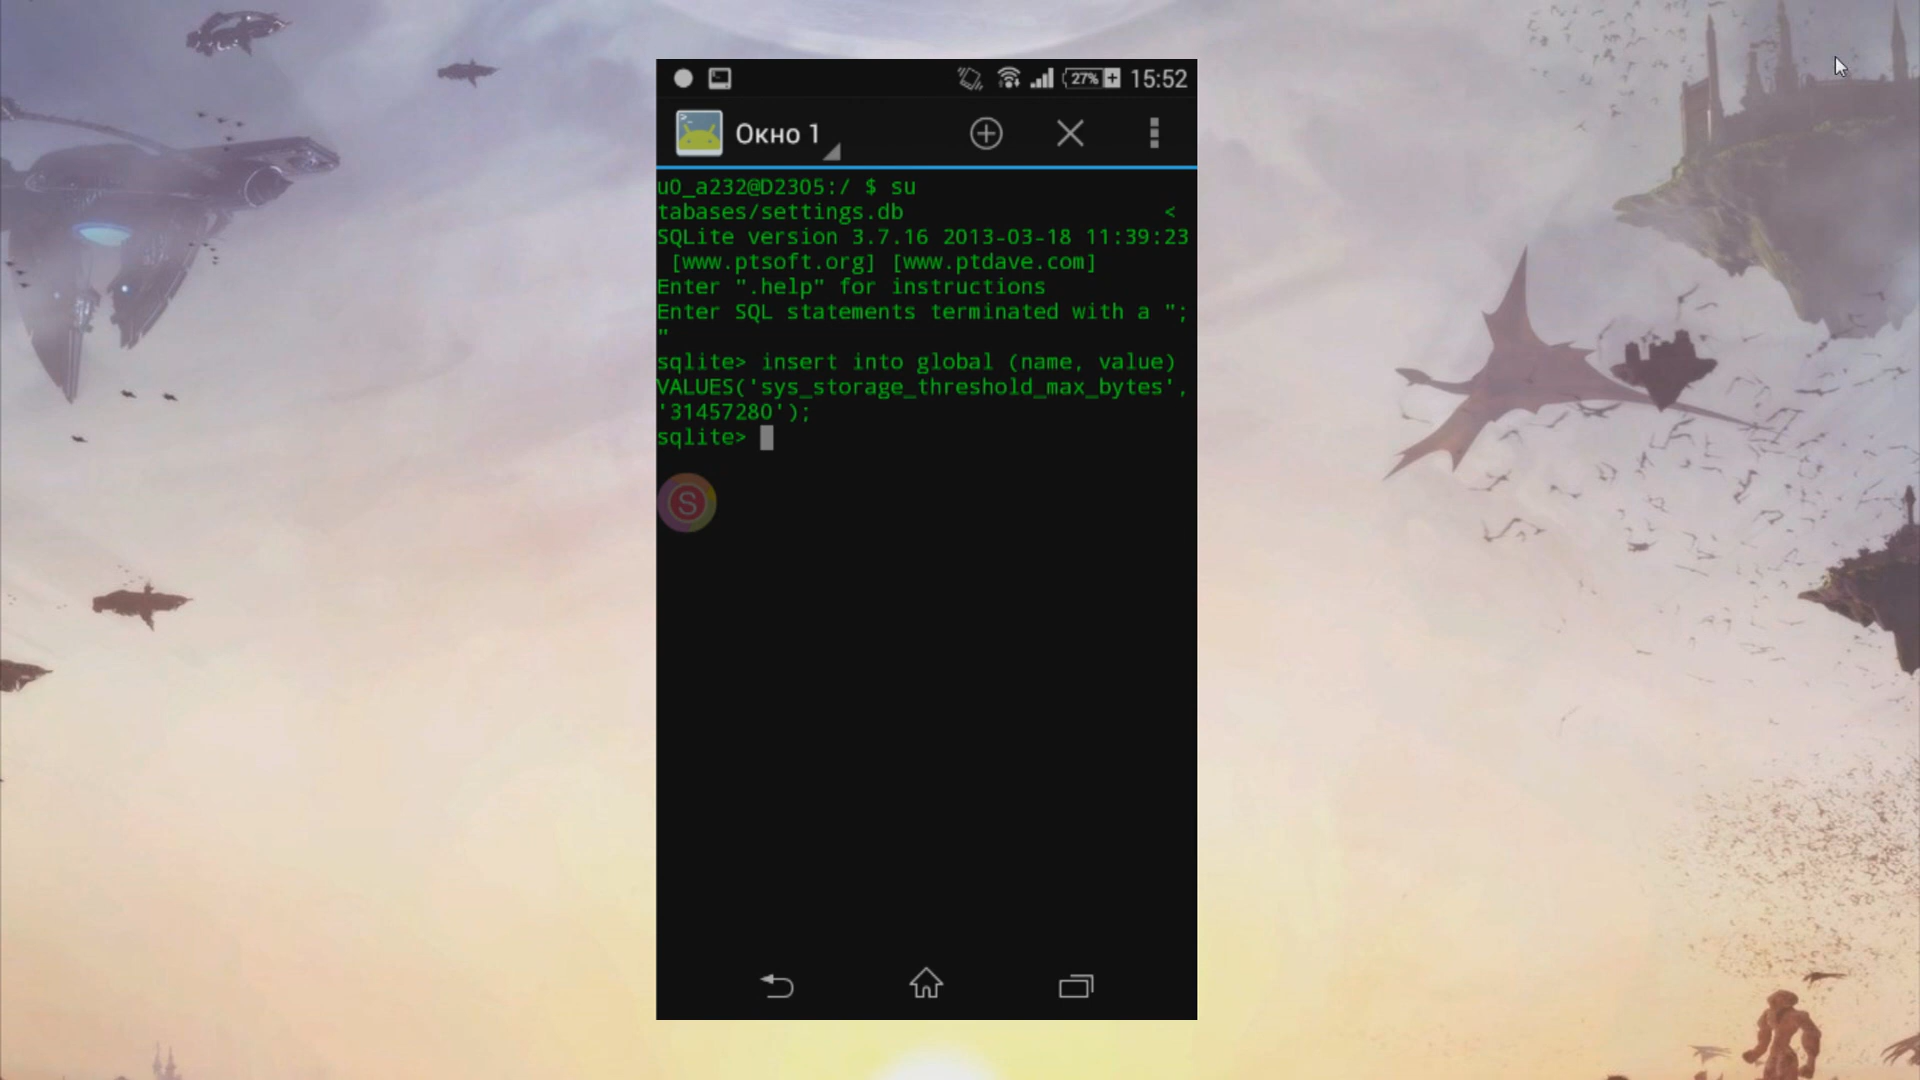 27% 15:52
Окно 1
u0_a232@D2305:/ $ su
tabases/settings.db <
SQLite version 3.7.16 2013-03-18 11:39:23
[www.ptsoft.org] [www.ptdave.com]
Enter ".help" for instructions
Enter SQL statements terminated with a ";
"
sqlite> insert into global (name, value)
VALUES('sys_storage_threshold_max_bytes',
'31457280');
sqlite>
S